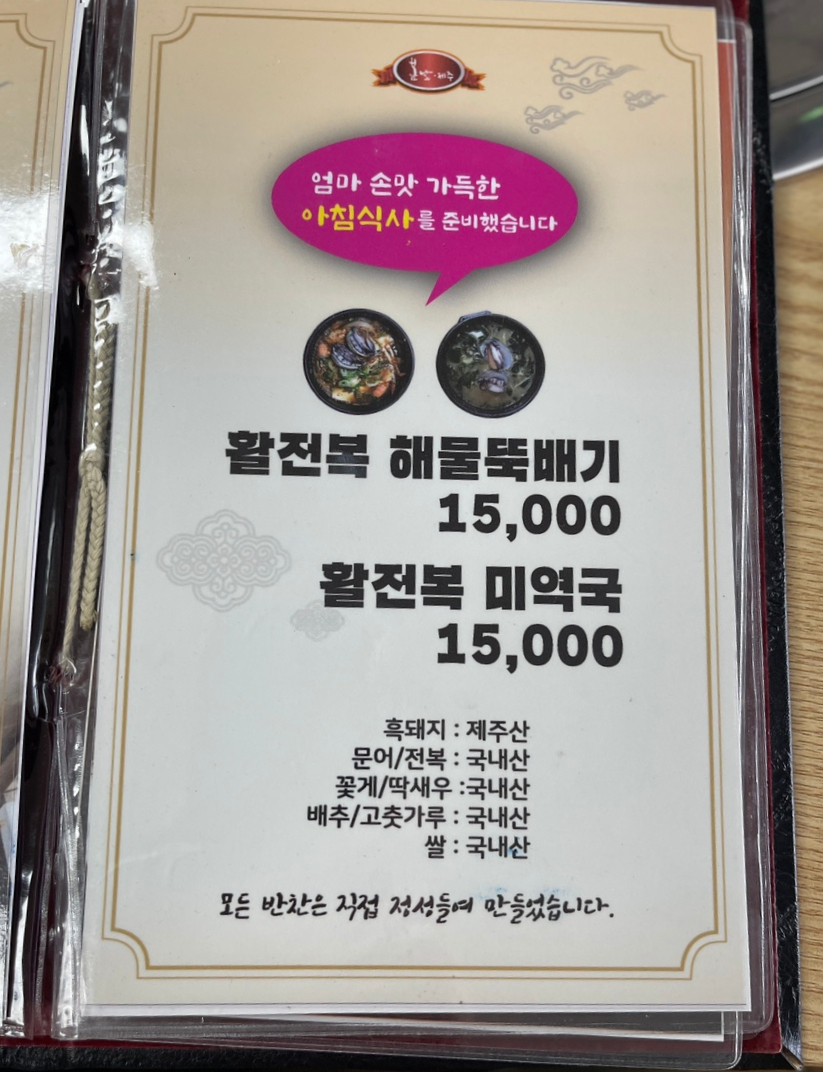 엄마 손맛 가득한
아침식사를 준비했습니다
활전복 해물뚝배기
15,000
활전복 미역국
15,000
흑돼지 : 제주산
문어/전복 : 국내산
꽃게/딱새우 :국내산
배추/고춧가루 : 국내산
쌀 : 국내산
모든 반찬은 직접 정성들여 만들었습니다.